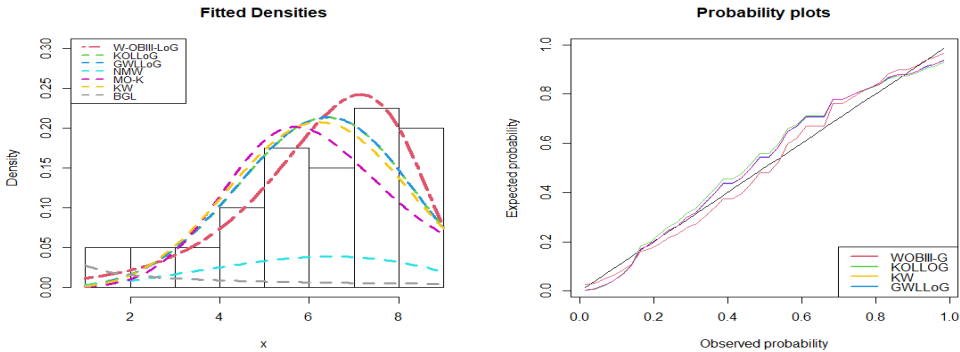 Fitted Densities
Density
0.00
0.05
0.10
0.15
0.20
0.25
0.30
W-OBIII-LoG
KOLLoG
GWLLoG
NMW
MO-K
KW
BGL
2
4
6
8
x
Probability plots
Expected probability
0.0
0.2
0.4
0.6
0.8
1.0
WOBIII-G
KOLLOG
KW
GWLLoG
0.0
0.2
0.4
0.6
0.8
1.0
Observed probability